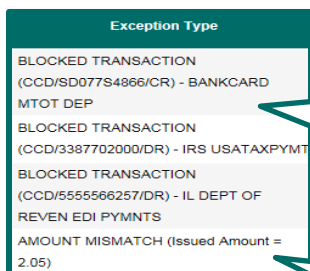 Exception Type
BLOCKED TRANSACTION
(CCD/SD077S4866/CR) - BANKCARD
MTOT DEP
BLOCKED TRANSACTION
(CCD/3387702000/DR) - IRS USATAXPYMT
BLOCKED TRANSACTION
(CCD/5555566257/DR) - IL DEPT OF
REVEN EDI PYMNTS
AMOUNT MISMATCH (Issued Amount =
2.05)